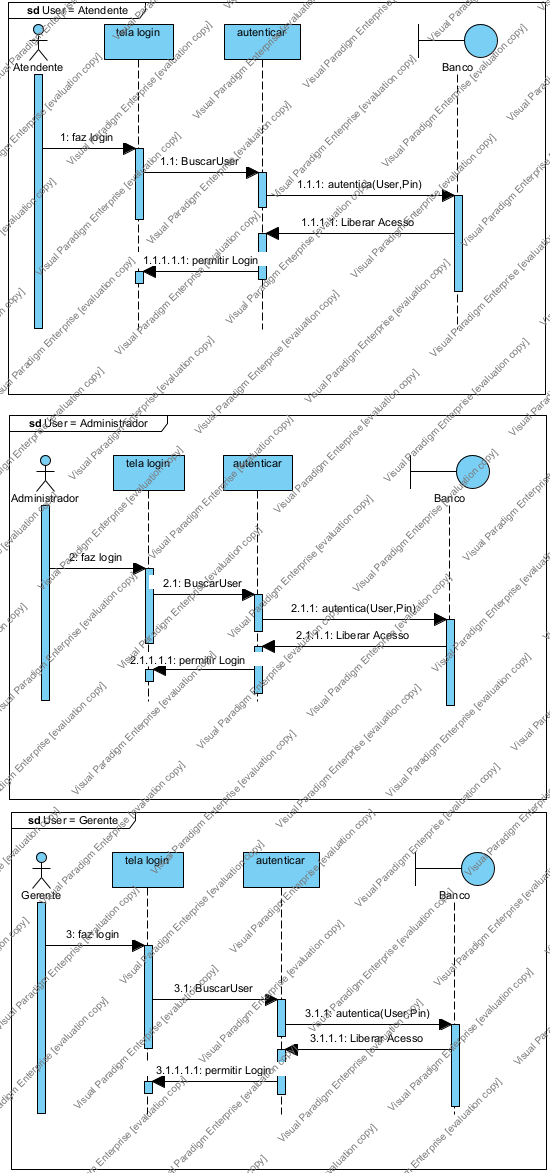 sd User = Atendente
tela login
autenticar
Atendente
Banco
1: faz login
1.1: BuscarUser
1.1.1: autentica(User,Pin)
1.1.1.1: Liberar Acesso
1.1.1.1.1: permitir Login
sd User = Administrador
tela login
autenticar
Administrador
Banco
2: faz login
2.1: BuscarUser
2.1.1: autentica(User,Pin)
2.1.1.1: Liberar Acesso
2.1.1.1.1: permitir Login
sd User = Gerente
tela login
autenticar
Gerente
Banco
3: faz login
3.1: BuscarUser
3.1.1: autentica(User,Pin)
3.1.1.1: Liberar Acesso
3.1.1.1.1: permitir Login
Visual Paradigm Enterprise [evaluation copy]